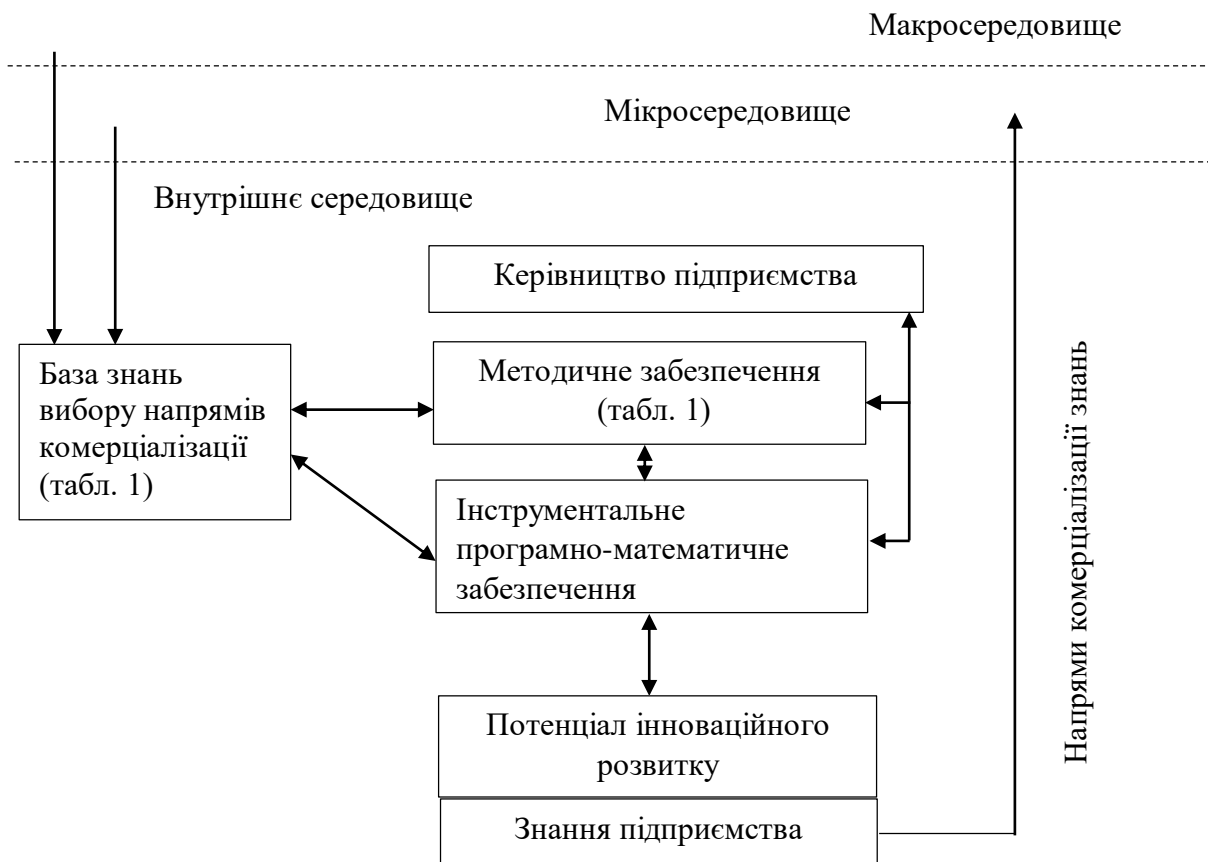 Макросередовище
Мікросередовище
Внутрішнє середовище
Керівництво підприємства
База знань
вибору напрямів
комерціалізації
(табл. 1)
Методичне забезпечення
(табл. 1)
Інструментальне
програмно-математичне
забезпечення
Потенціал інноваційного
розвитку
Знання підприємства
Напрями комерціалізації знань